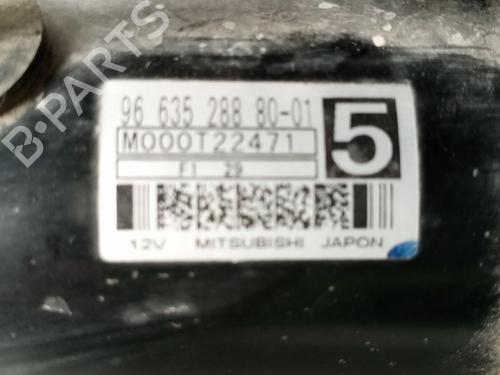 96 635 288 80-01
5
M000T22471
F1 29
12V MITSUBISHI JAPON
B-PARTS